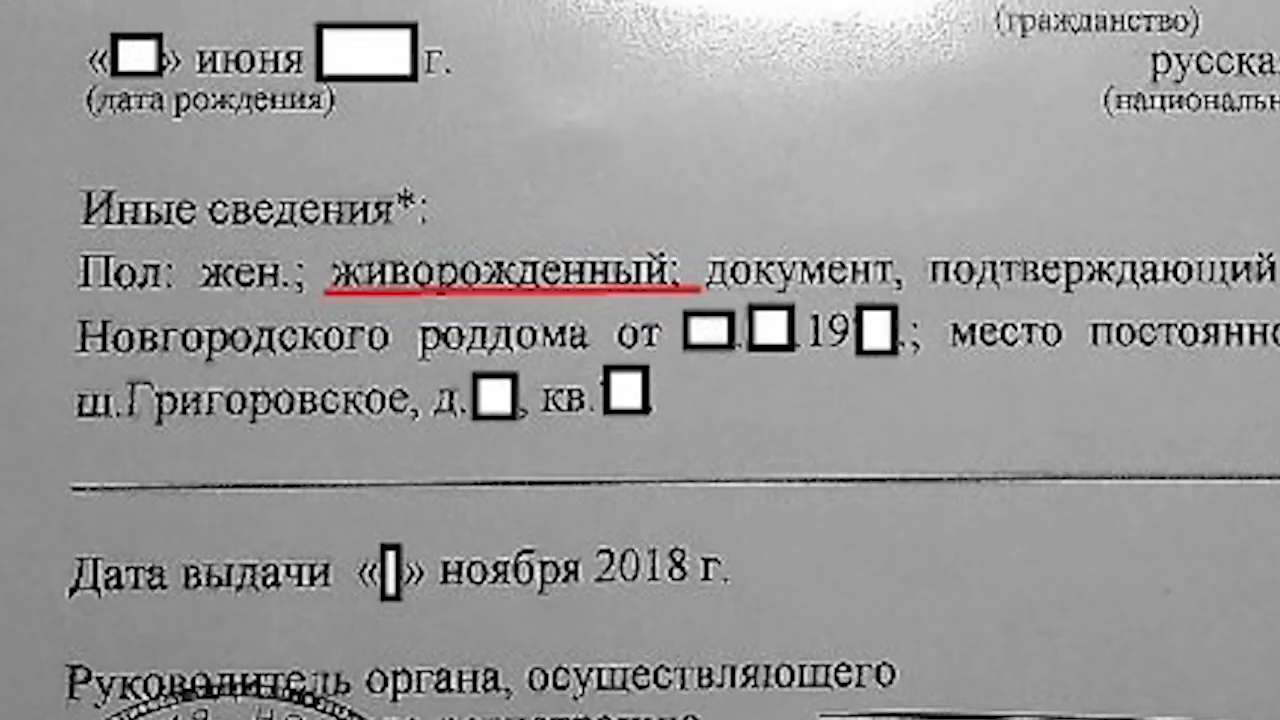 (гражданство)
« » июня г. русска
(дата рождения) (национальн
Иные сведения*:
Пол: жен.; живорожденный; документ, подтверждающий
Новгородского роддома от . .19 .; место постоянно
ш.Григоровское, д. , кв.
Дата выдачи « » ноября 2018 г.
Руководитель органа, осуществляющего